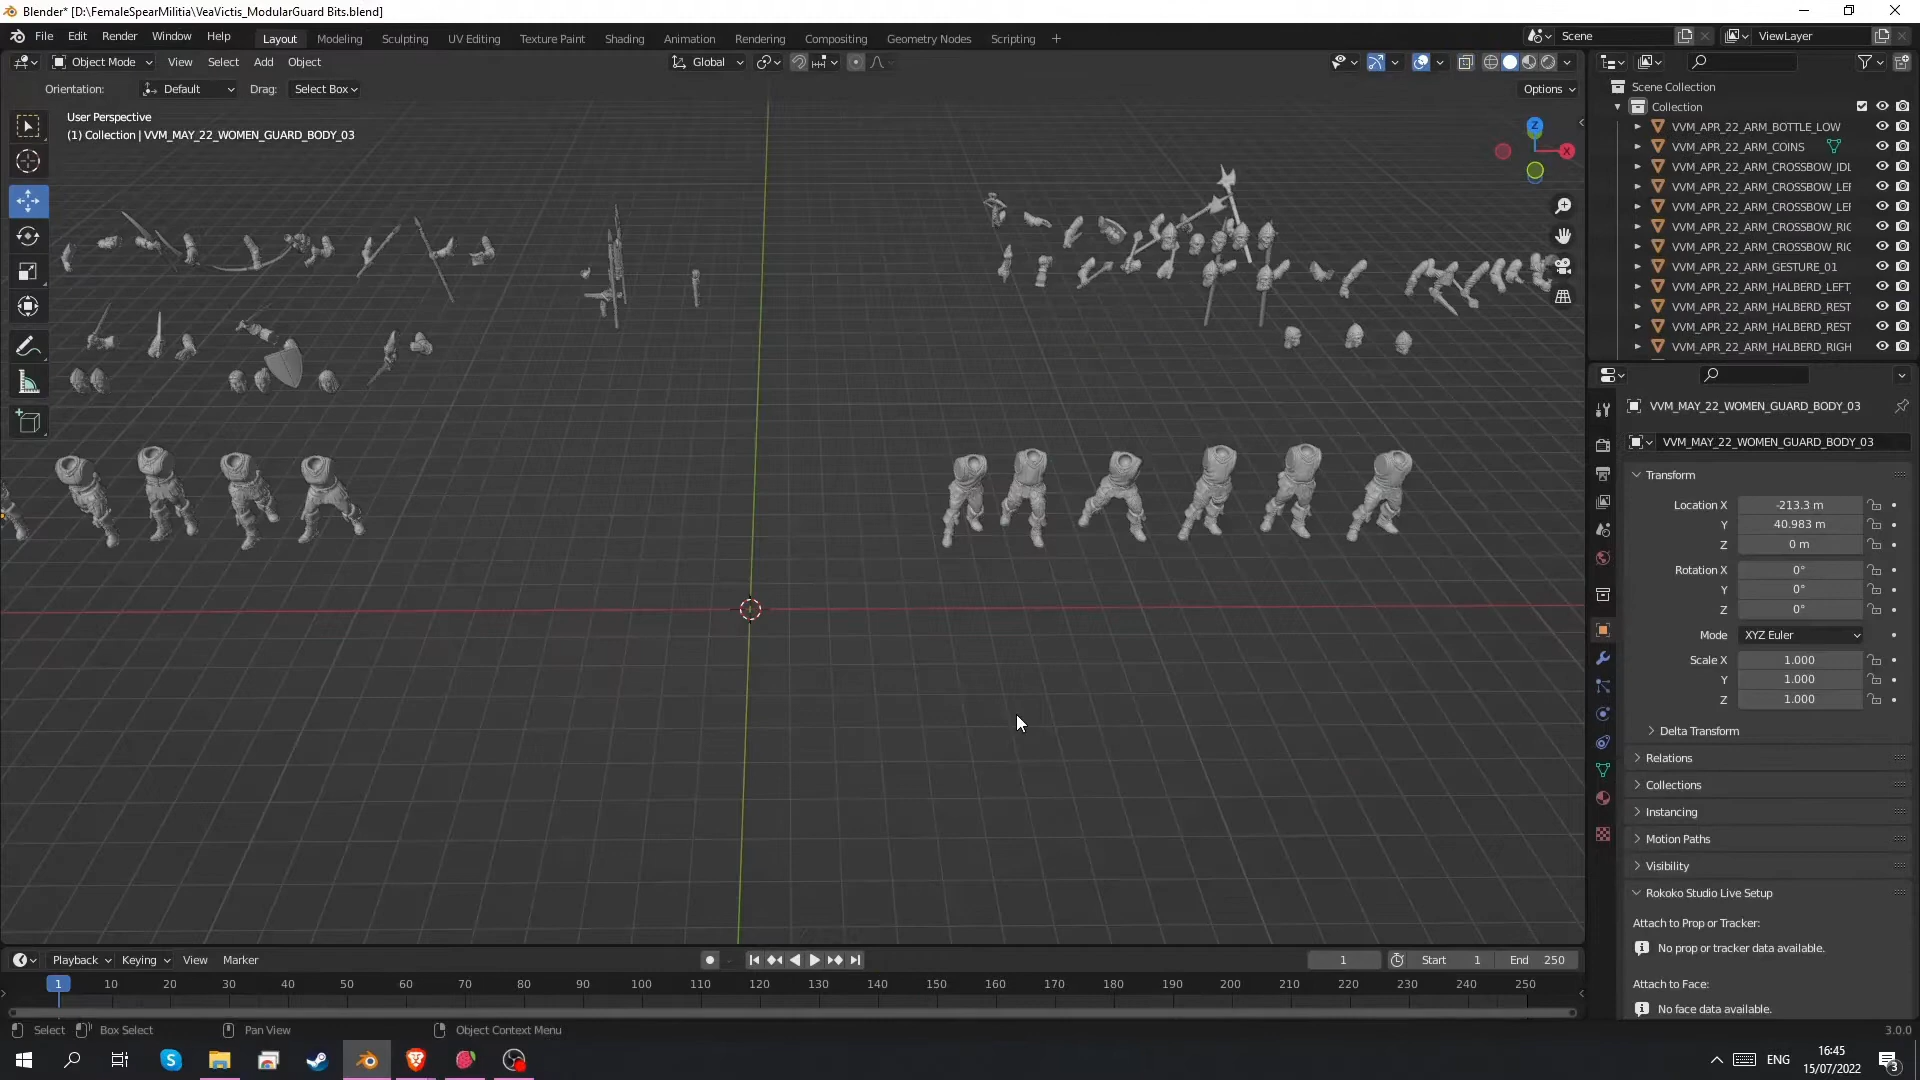 Blender* [D:\FemaleSpearMilitia\VeaVictis_ModularGuard Bits.blend]
File Edit Render Window Help
Layout Modeling Sculpting UV Editing Texture Paint Shading Animation Rendering Compositing Geometry Nodes Scripting +
Scene
ViewLayer
Object Mode View Select Add Object
Global
Orientation: Default Drag: Select Box
Options
User Perspective
(1) Collection | VVM_MAY_22_WOMEN_GUARD_BODY_03
Z
X
Scene Collection
Collection
VVM_APR_22_ARM_BOTTLE_LOW
VVM_APR_22_ARM_COINS
VVM_APR_22_ARM_CROSSBOW_IDL
VVM_APR_22_ARM_CROSSBOW_LEF
VVM_APR_22_ARM_CROSSBOW_LEF
VVM_APR_22_ARM_CROSSBOW_RIG
VVM_APR_22_ARM_CROSSBOW_RIG
VVM_APR_22_ARM_GESTURE_01
VVM_APR_22_ARM_HALBERD_LEFT
VVM_APR_22_ARM_HALBERD_REST
VVM_APR_22_ARM_HALBERD_REST
VVM_APR_22_ARM_HALBERD_RIGH
VVM_MAY_22_WOMEN_GUARD_BODY_03
VVM_MAY_22_WOMEN_GUARD_BODY_03
Transform
Location X -213.3 m
Y 40.983 m
Z 0 m
Rotation X 0°
Y 0°
Z 0°
Mode XYZ Euler
Scale X 1.000
Y 1.000
Z 1.000
Delta Transform
Relations
Collections
Instancing
Motion Paths
Visibility
Rokoko Studio Live Setup
Attach to Prop or Tracker:
No prop or tracker data available.
Attach to Face:
No face data available.
Playback Keying View Marker
1
Start 1
End 250
1 10 20 30 40 50 60 70 80 90 100 110 120 130 140 150 160 170 180 190 200 210 220 230 240 250
Select Box Select Pan View Object Context Menu
3.0.0
ENG
16:45
15/07/2022
3